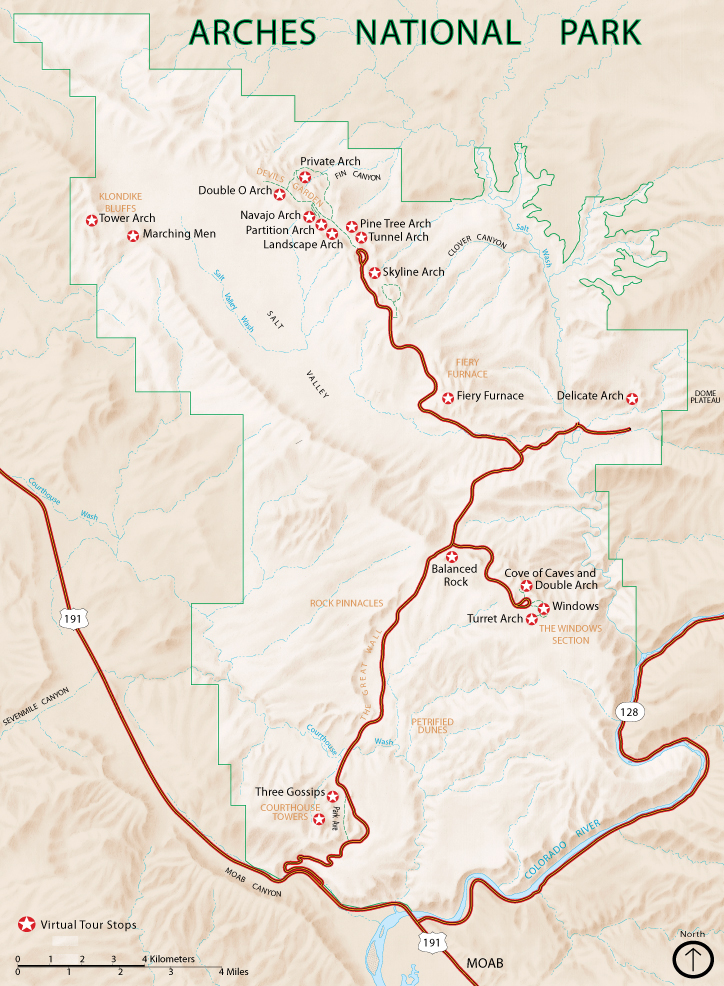 ARCHES NATIONAL PARK
Private Arch
DEVILS GARDEN
FIN CANYON
Double O Arch
KLONDIKE
BLUFFS
Tower Arch
Marching Men
Navajo Arch
Partition Arch
Landscape Arch
Pine Tree Arch
Tunnel Arch
Skyline Arch
CLOVER CANYON
Salt
Wash
Salt
Valley
Wash
SALT
VALLEY
FIERY
FURNACE
Fiery Furnace
Delicate Arch
DOME
PLATEAU
Courthouse
Wash
Balanced
Rock
Cove of Caves and
Double Arch
Windows
Turret Arch
THE WINDOWS
SECTION
ROCK PINNACLES
191
THE GREAT WALL
SEVENMILE CANYON
128
PETRIFIED
DUNES
Courthouse
Wash
Three Gossips
COURTHOUSE
TOWERS
Park Ave
COLORADO RIVER
MOAB CANYON
Virtual Tour Stops
191
MOAB
North
0 1 2 3 4 Kilometers
0 1 2 3 4 Miles